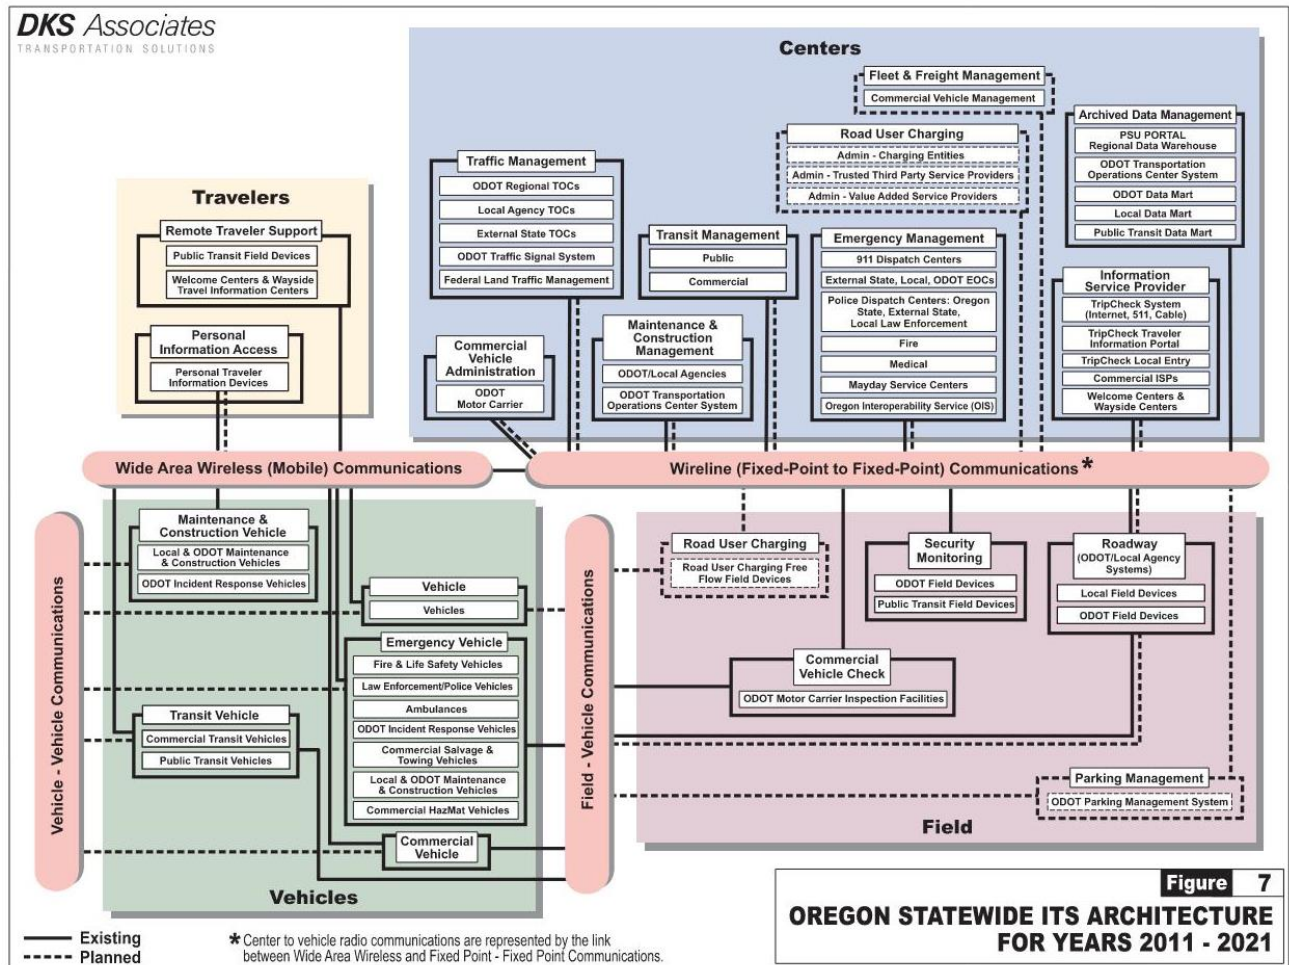 DKS Associates
TRANSPORTATION SOLUTIONS
Centers
Fleet & Freight Management
Commercial Vehicle Management
Road User Charging
Admin - Charging Entities
Admin - Trusted Third Party Service Providers
Admin - Value Added Service Providers
Archived Data Management
PSU PORTAL
Regional Data Warehouse
ODOT Transportation
Operations Center System
ODOT Data Mart
Local Data Mart
Public Transit Data Mart
Traffic Management
ODOT Regional TOCs
Local Agency TOCs
External State TOCs
ODOT Traffic Signal System
Federal Land Traffic Management
Transit Management
Public
Commercial
Emergency Management
911 Dispatch Centers
External State, Local, ODOT EOCs
Police Dispatch Centers: Oregon
State, External State,
Local Law Enforcement
Fire
Medical
Mayday Service Centers
Oregon Interoperability Service (OIS)
Information
Service Provider
TripCheck System
(Internet, 511, Cable)
TripCheck Traveler
Information Portal
TripCheck Local Entry
Commercial ISPs
Welcome Centers &
Wayside Centers
Commercial
Vehicle
Administration
ODOT
Motor Carrier
Maintenance &
Construction
Management
ODOT/Local Agencies
ODOT Transportation
Operations Center System
Travelers
Remote Traveler Support
Public Transit Field Devices
Welcome Centers & Wayside
Travel Information Centers
Personal
Information Access
Personal Traveler
Information Devices
Wide Area Wireless (Mobile) Communications
Wireline (Fixed-Point to Fixed-Point) Communications *
Vehicle - Vehicle Communications
Maintenance &
Construction Vehicle
Local & ODOT Maintenance
& Construction Vehicles
ODOT Incident Response Vehicles
Vehicle
Vehicles
Emergency Vehicle
Fire & Life Safety Vehicles
Law Enforcement/Police Vehicles
Ambulances
ODOT Incident Response Vehicles
Commercial Salvage &
Towing Vehicles
Local & ODOT Maintenance
& Construction Vehicles
Commercial HazMat Vehicles
Transit Vehicle
Commercial Transit Vehicles
Public Transit Vehicles
Commercial
Vehicle
Vehicles
Field - Vehicle Communications
Road User Charging
Road User Charging Free
Flow Field Devices
Security
Monitoring
ODOT Field Devices
Public Transit Field Devices
Roadway
(ODOT/Local Agency
Systems)
Local Field Devices
ODOT Field Devices
Commercial
Vehicle Check
ODOT Motor Carrier Inspection Facilities
Parking Management
ODOT Parking Management System
Field
Existing
Planned
* Center to vehicle radio communications are represented by the link
between Wide Area Wireless and Fixed Point - Fixed Point Communications.
Figure 7
OREGON STATEWIDE ITS ARCHITECTURE
FOR YEARS 2011 - 2021